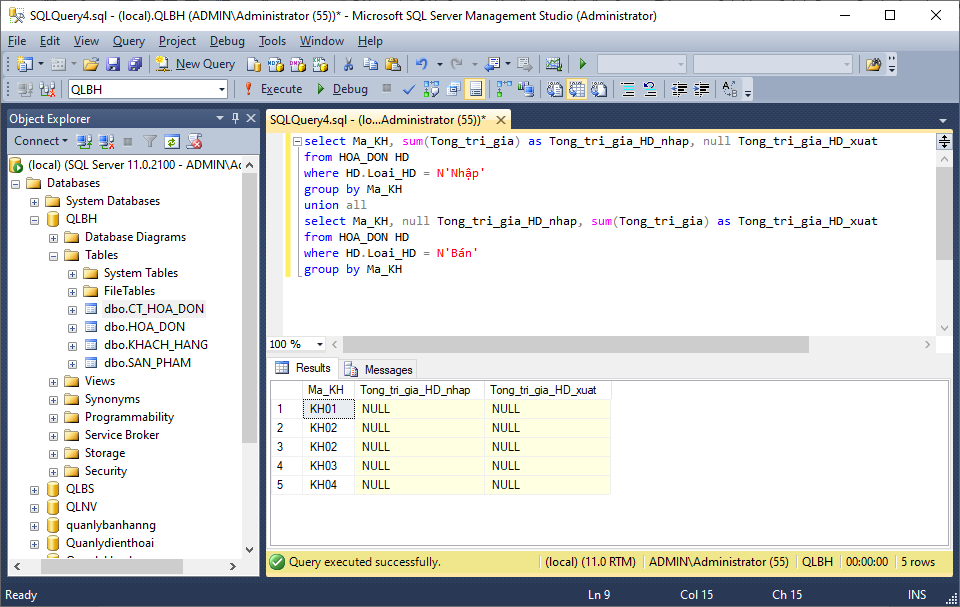 SQLQuery4.sql - (local).QLBH (ADMIN\Administrator (55))* - Microsoft SQL Server Management Studio (Administrator)
File Edit View Query Project Debug Tools Window Help
New Query
QLBH Execute Debug
Object Explorer
Connect
(local) (SQL Server 11.0.2100 - ADMIN\Ac
Databases
System Databases
QLBH
Database Diagrams
Tables
System Tables
FileTables
dbo.CT_HOA_DON
dbo.HOA_DON
dbo.KHACH_HANG
dbo.SAN_PHAM
Views
Synonyms
Programmability
Service Broker
Storage
Security
QLBS
QLNV
quanlybanhanng
Quanlydienthoai
SQLQuery4.sql - (lo...Administrator (55))*
select Ma_KH, sum(Tong_tri_gia) as Tong_tri_gia_HD_nhap, null Tong_tri_gia_HD_xuat
from HOA_DON HD
where HD.Loai_HD = N'Nhập'
group by Ma_KH
union all
select Ma_KH, null Tong_tri_gia_HD_nhap, sum(Tong_tri_gia) as Tong_tri_gia_HD_xuat
from HOA_DON HD
where HD.Loai_HD = N'Bán'
group by Ma_KH
100 %
Results Messages
Ma_KH Tong_tri_gia_HD_nhap Tong_tri_gia_HD_xuat
1 KH01 NULL NULL
2 KH02 NULL NULL
3 KH02 NULL NULL
4 KH03 NULL NULL
5 KH04 NULL NULL
Query executed successfully. (local) (11.0 RTM) ADMIN\Administrator (55) QLBH 00:00:00 5 rows
Ready Ln 9 Col 15 Ch 15 INS